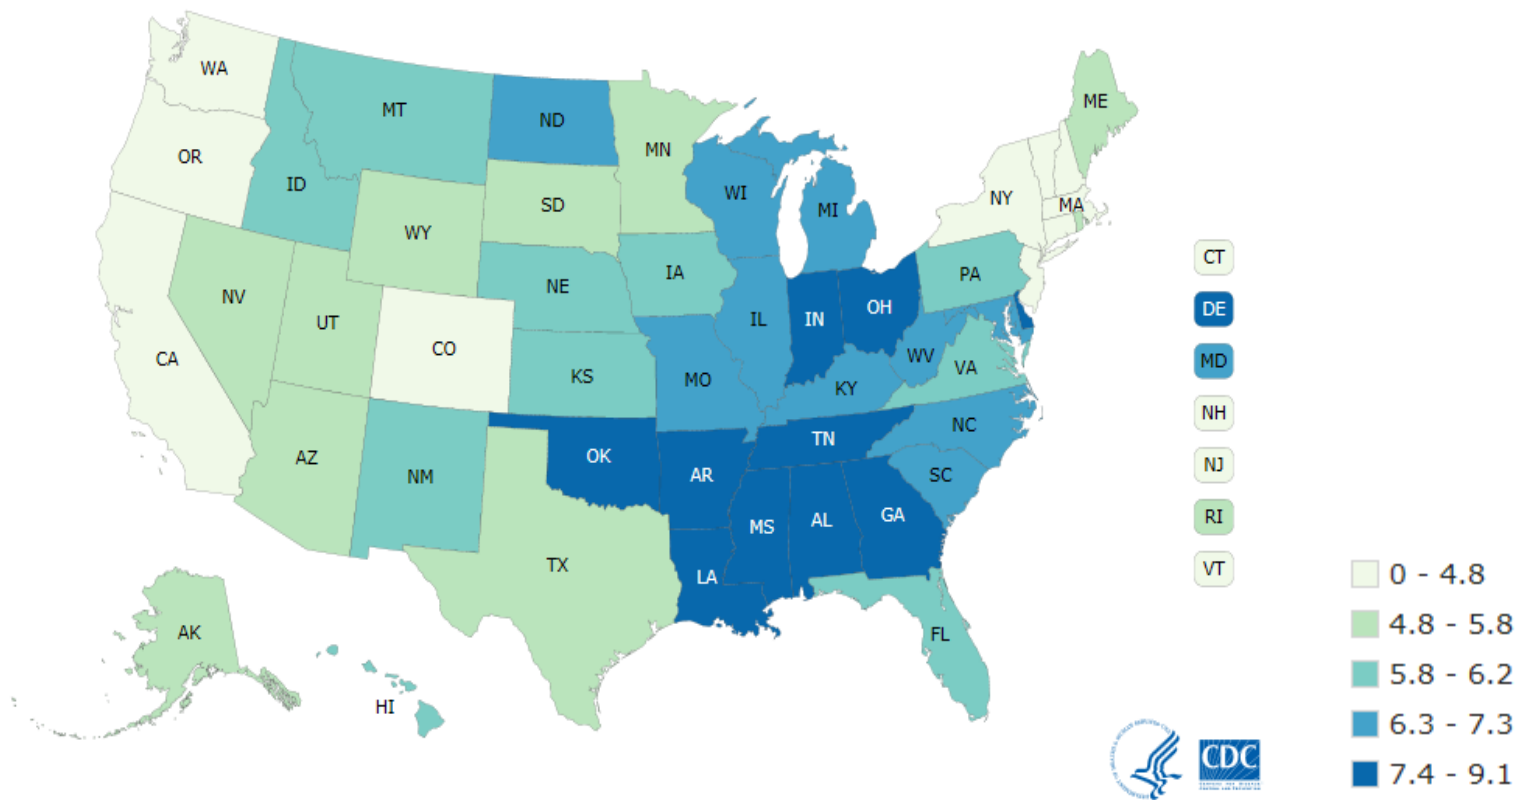 WA
MT
ND
MN
ME
OR
ID
WI
MI
NY
MA
WY
SD
IA
PA
NV
UT
NE
IL
IN
OH
CA
CO
KS
MO
WV
VA
KY
NC
AZ
NM
OK
AR
TN
SC
MS
AL
GA
TX
LA
AK
HI
FL
CT
DE
MD
NH
NJ
RI
VT
0 - 4.8
4.8 - 5.8
5.8 - 6.2
6.3 - 7.3
7.4 - 9.1
CDC